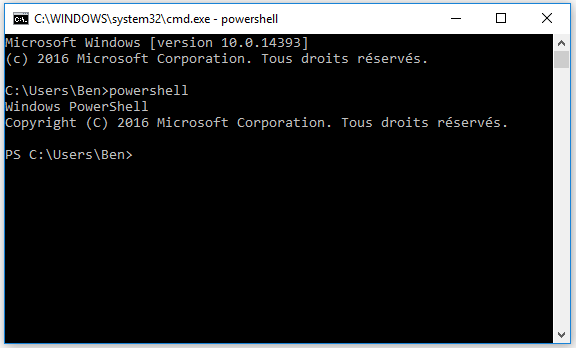 C:\WINDOWS\system32\cmd.exe - powershell
Microsoft Windows [version 10.0.14393]
(c) 2016 Microsoft Corporation. Tous droits réservés.
C:\Users\Ben>powershell
Windows PowerShell
Copyright (C) 2016 Microsoft Corporation. Tous droits réservés.
PS C:\Users\Ben>